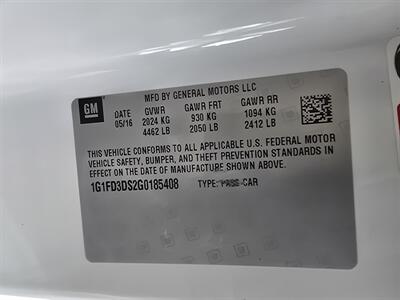 GM
MFD BY GENERAL MOTORS LLC
DATE GVWR GAWR FRT GAWR RR
05/16 2024 KG 930 KG 1094 KG
4462 LB 2050 LB 2412 LB
THIS VEHICLE CONFORMS TO ALL APPLICABLE U.S. FEDERAL MOTOR
VEHICLE SAFETY, BUMPER, AND THEFT PREVENTION STANDARDS IN
EFFECT ON THE DATE OF MANUFACTURE SHOWN ABOVE.
1G1FD3DS2G0185408 TYPE: PASS CAR